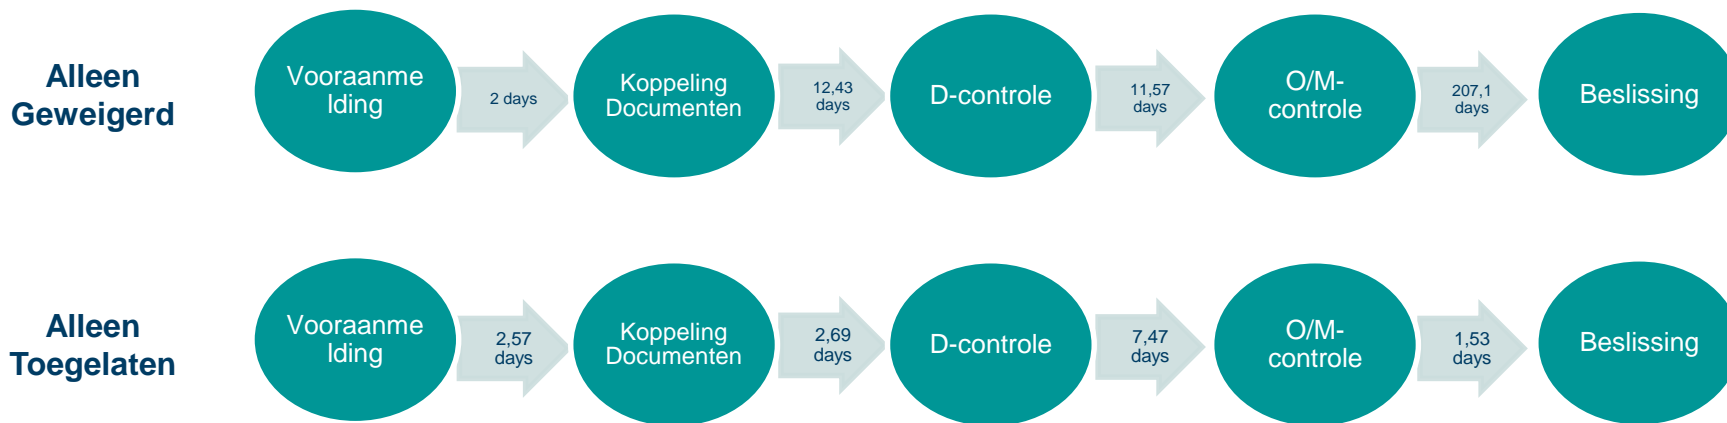 Alleen
Geweigerd
Vooraanme
lding
2 days
Koppeling
Documenten
12,43
days
D-controle
11,57
days
O/M-
controle
207,1
days
Beslissing
Alleen
Toegelaten
Vooraanme
lding
2,57
days
Koppeling
Documenten
2,69
days
D-controle
7,47
days
O/M-
controle
1,53
days
Beslissing